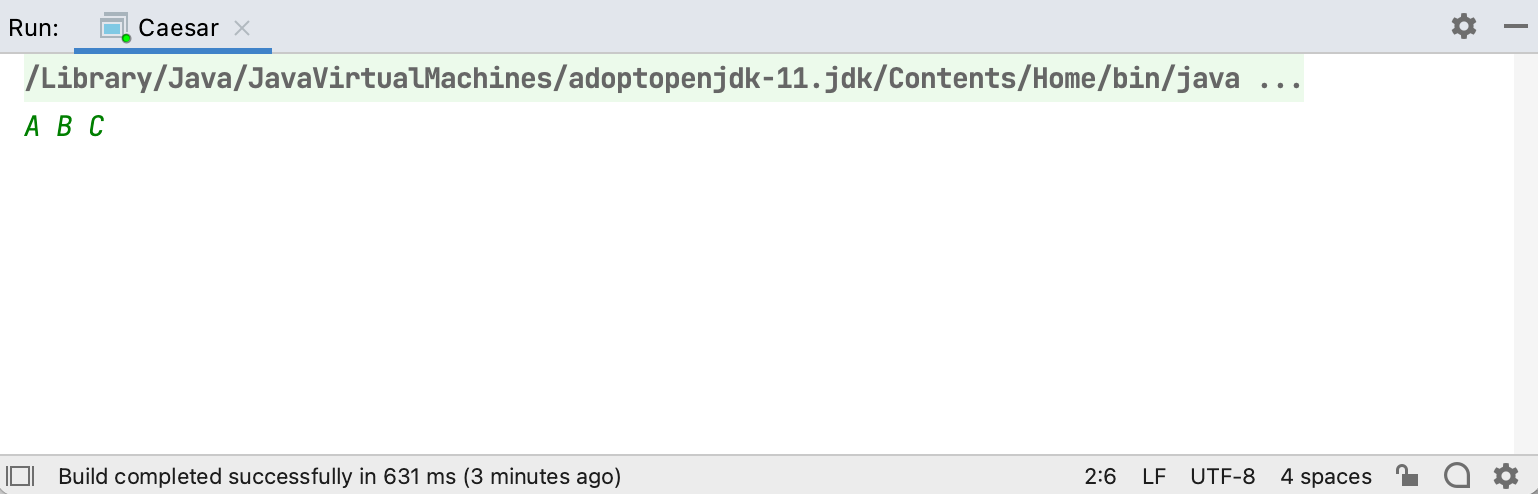 Run: Caesar
/Library/Java/JavaVirtualMachines/adoptopenjdk-11.jdk/Contents/Home/bin/java ...
A B C
Build completed successfully in 631 ms (3 minutes ago) 2:6 LF UTF-8 4 spaces